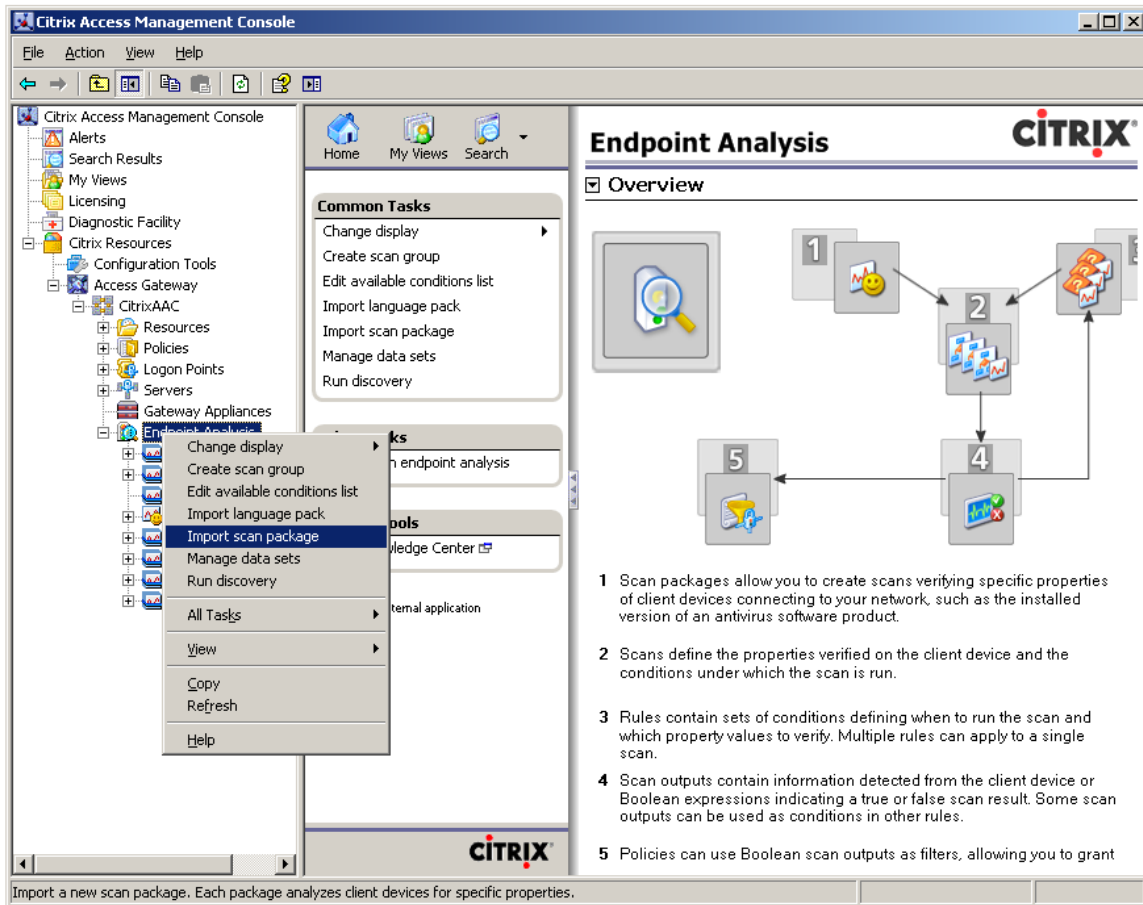 Citrix Access Management Console
File Action View Help
Citrix Access Management Console
Alerts
Search Results
My Views
Licensing
Diagnostic Facility
Citrix Resources
Configuration Tools
Access Gateway
CitrixAAC
Resources
Policies
Logon Points
Servers
Gateway Appliances
Endpoint Analysis
Change display
Create scan group
Edit available conditions list
Import language pack
Import scan package
Manage data sets
Run discovery
All Tasks
View
Copy
Refresh
Help
Home My Views Search
Common Tasks
Change display
Create scan group
Edit available conditions list
Import language pack
Import scan package
Manage data sets
Run discovery
endpoint analysis
Center
application
CITRIX
Endpoint Analysis
CITRIX
Overview
1
2
5
4
1 Scan packages allow you to create scans verifying specific properties
of client devices connecting to your network, such as the installed
version of an antivirus software product.
2 Scans define the properties verified on the client device and the
conditions under which the scan is run.
3 Rules contain sets of conditions defining when to run the scan and
which property values to verify. Multiple rules can apply to a single
scan.
4 Scan outputs contain information detected from the client device or
Boolean expressions indicating a true or false scan result. Some scan
outputs can be used as conditions in other rules.
5 Policies can use Boolean scan outputs as filters, allowing you to grant
Import a new scan package. Each package analyzes client devices for specific properties.